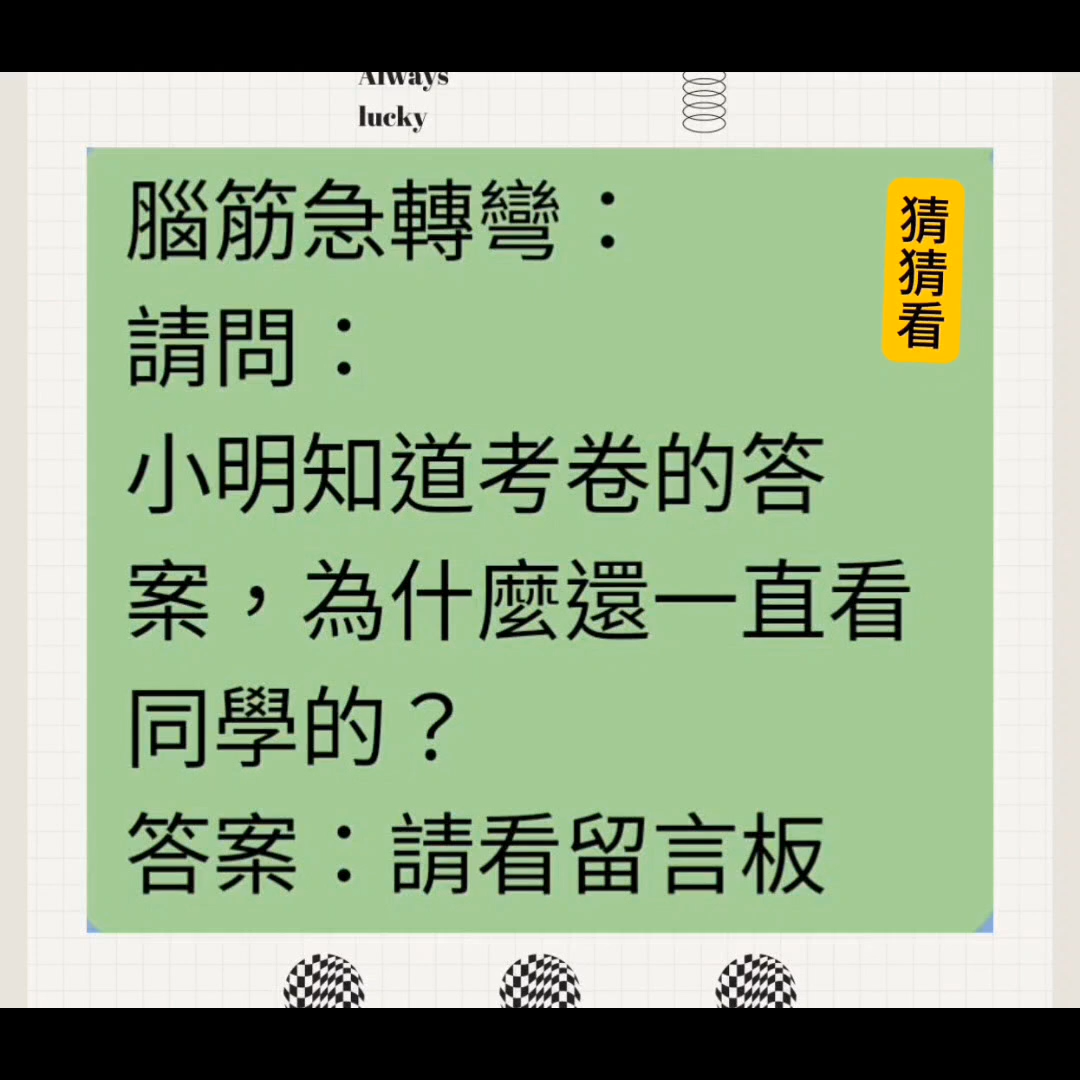 Always
lucky
腦筋急轉彎：
猜猜看
請問：
小明知道考卷的答
案，為什麼還一直看
同學的？
答案：請看留言板